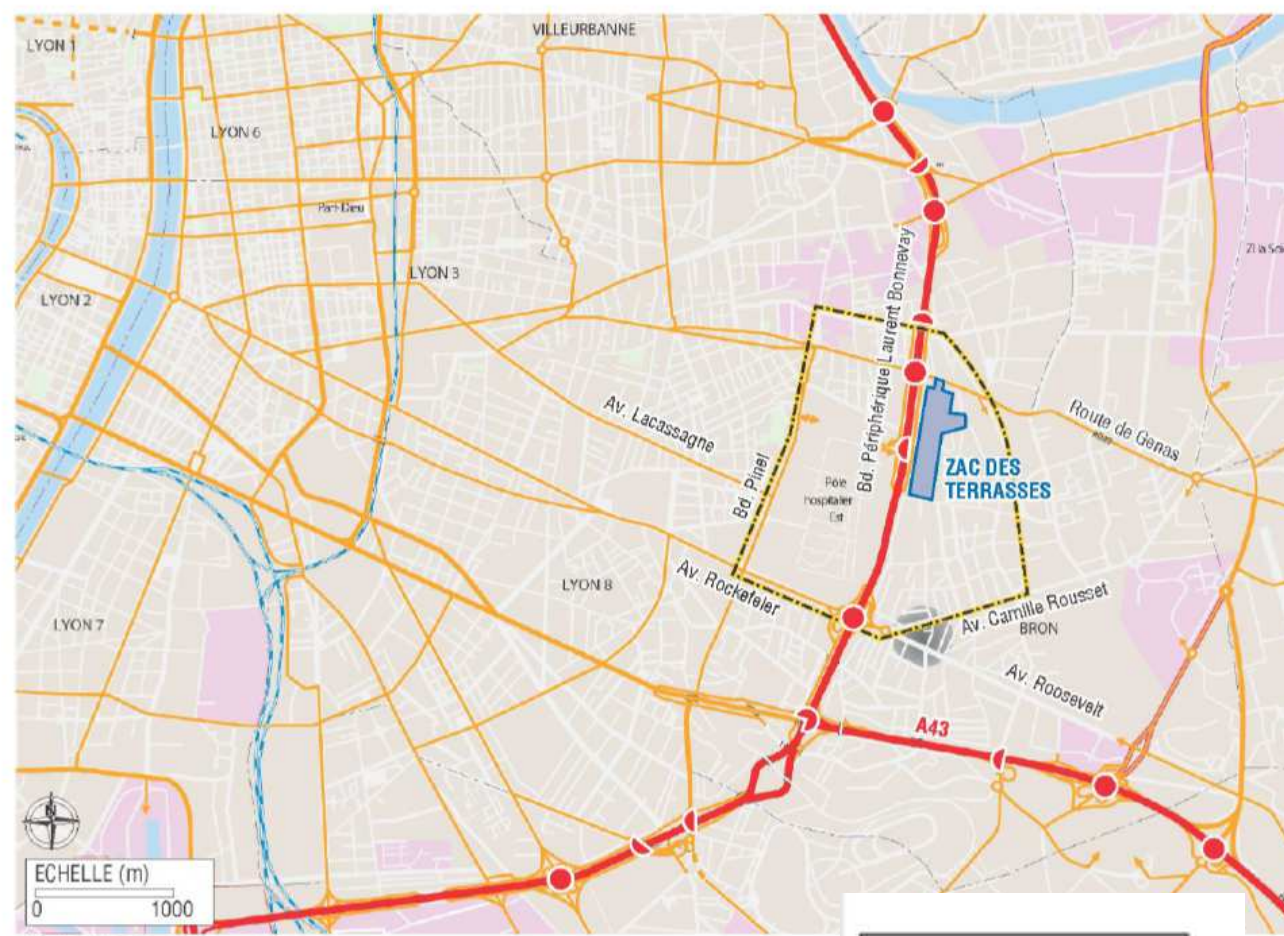 VILLEURBANNE
LYON 1
LYON 6
Part-Dieu
LYON 3
LYON 2
Bd. Périphérique Laurent Bonnevay
Av. Lacassagne
Bd. Pinel
Route de Genas
ZAC DES
TERRASSES
Pôle
hospitalier
Est
LYON 8
Av. Rockefeler
Av. Camille Rousset
BRON
LYON 7
Av. Roosevelt
A43
N
ECHELLE (m)
0 1000